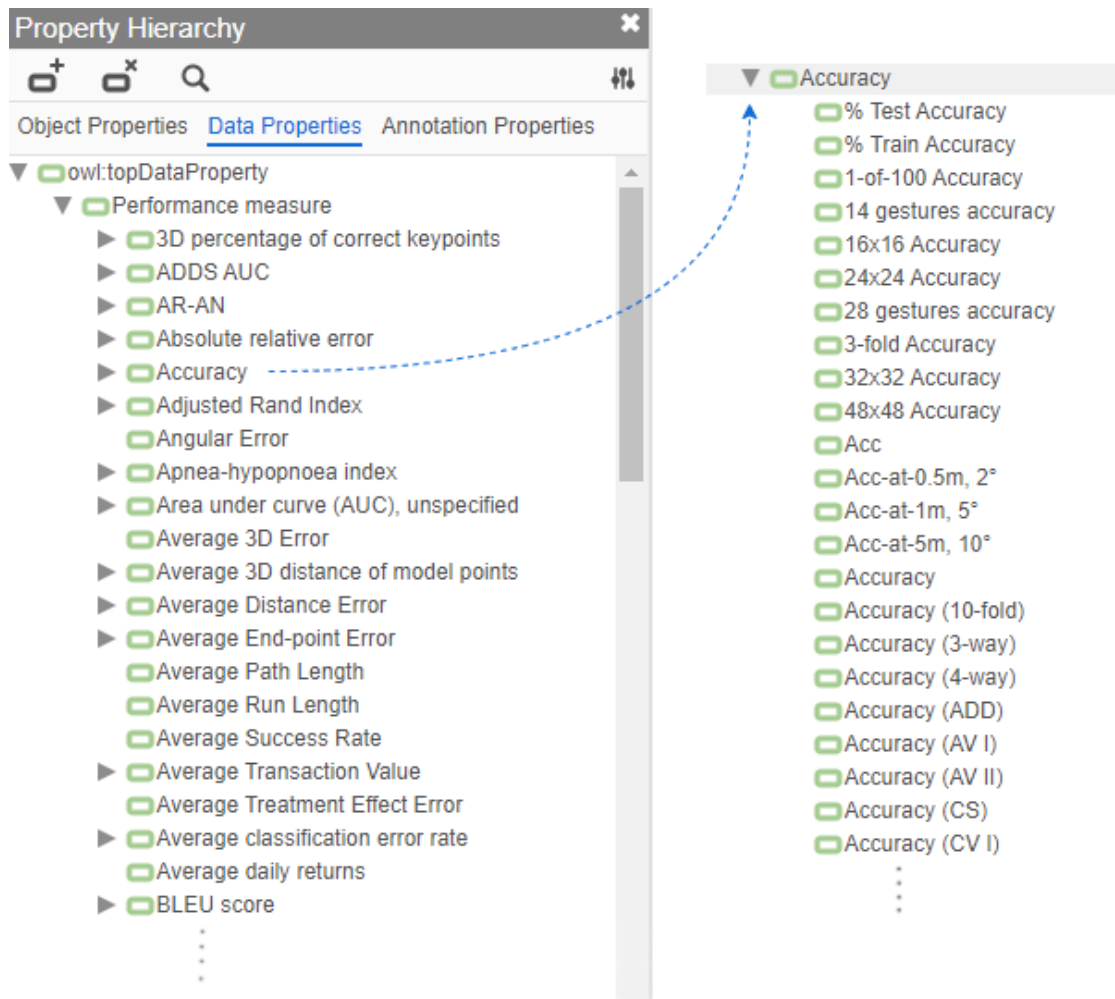 Property Hierarchy
Object Properties Data Properties Annotation Properties
owl:topDataProperty
Performance measure
3D percentage of correct keypoints
ADDS AUC
AR-AN
Absolute relative error
Accuracy
Adjusted Rand Index
Angular Error
Apnea-hypopnoea index
Area under curve (AUC), unspecified
Average 3D Error
Average 3D distance of model points
Average Distance Error
Average End-point Error
Average Path Length
Average Run Length
Average Success Rate
Average Transaction Value
Average Treatment Effect Error
Average classification error rate
Average daily returns
BLEU score
Accuracy
% Test Accuracy
% Train Accuracy
1-of-100 Accuracy
14 gestures accuracy
16x16 Accuracy
24x24 Accuracy
28 gestures accuracy
3-fold Accuracy
32x32 Accuracy
48x48 Accuracy
Acc
Acc-at-0.5m, 2°
Acc-at-1m, 5°
Acc-at-5m, 10°
Accuracy
Accuracy (10-fold)
Accuracy (3-way)
Accuracy (4-way)
Accuracy (ADD)
Accuracy (AV I)
Accuracy (AV II)
Accuracy (CS)
Accuracy (CV I)